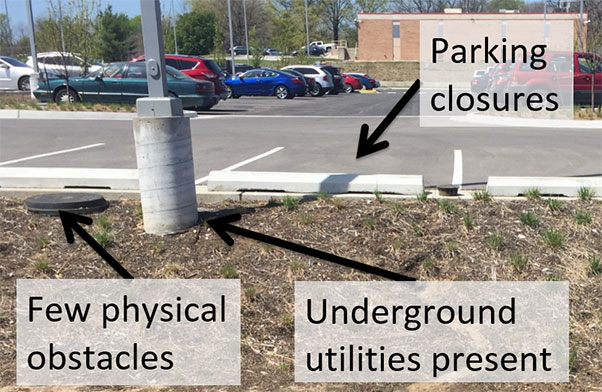 Parking
closures
Few physical
obstacles
Underground
utilities present